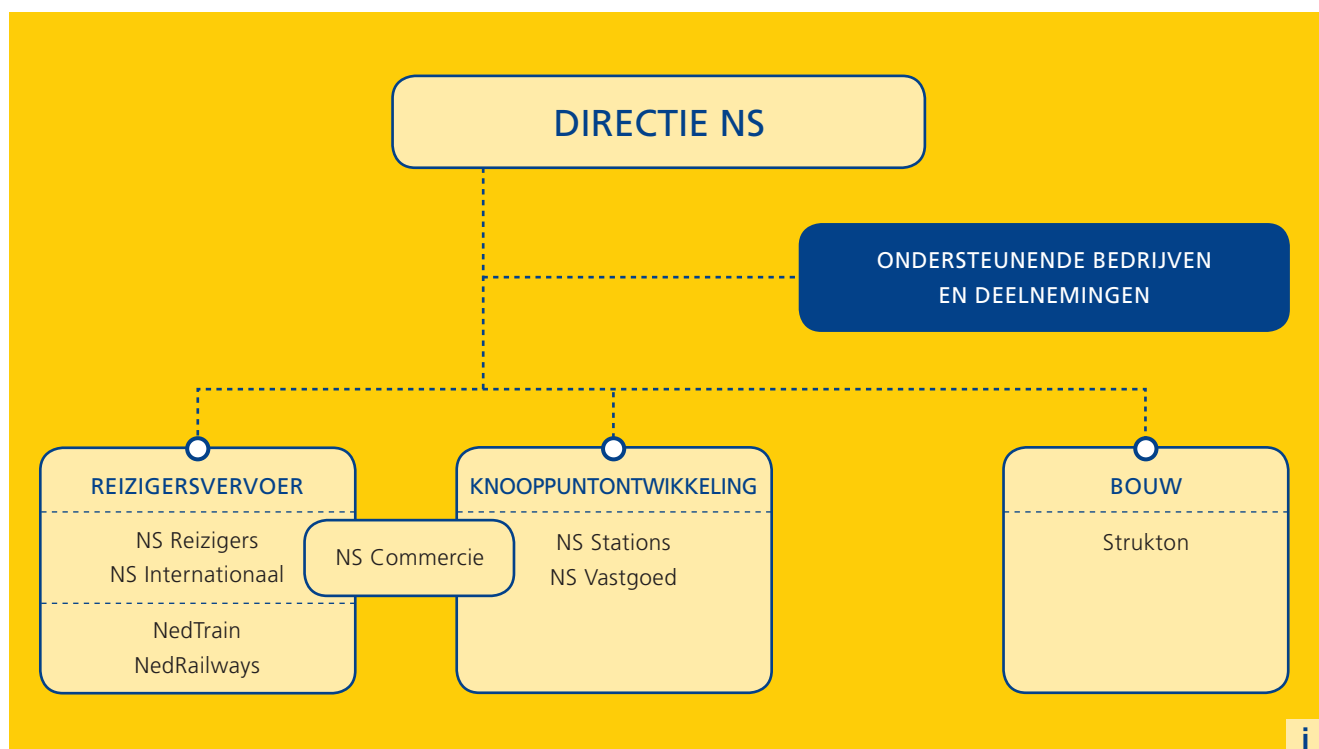 DIRECTIE NS
ONDERSTEUNENDE BEDRIJVEN
EN DEELNEMINGEN
REIZIGERSVERVOER
NS Reizigers
NS Internationaal
NedTrain
NedRailways
NS Commercie
KNOOPPUNTONTWIKKELING
NS Stations
NS Vastgoed
BOUW
Strukton
i